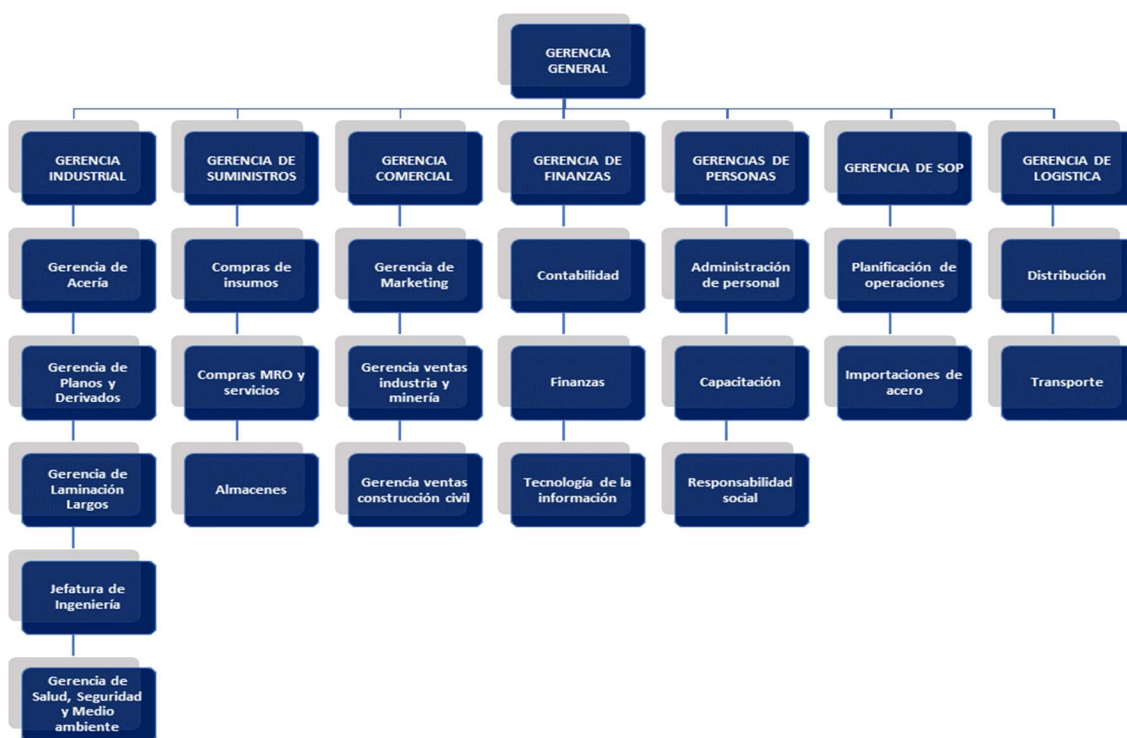 GERENCIA
GENERAL
GERENCIA
INDUSTRIAL
GERENCIA DE
SUMINISTROS
GERENCIA
COMERCIAL
GERENCIA DE
FINANZAS
GERENCIAS DE
PERSONAS
GERENCIA DE SOP
GERENCIA DE
LOGISTICA
Gerencia de
Acería
Compras de
insumos
Gerencia de
Marketing
Contabilidad
Administración
de personal
Planificación de
operaciones
Distribución
Gerencia de
Planos y
Derivados
Compras MRO y
servicios
Gerencia ventas
industria y
minería
Finanzas
Capacitación
Importaciones de
acero
Transporte
Gerencia de
Laminación
Largos
Almacenes
Gerencia ventas
construcción civil
Tecnología de la
información
Responsabilidad
social
Jefatura de
Ingeniería
Gerencia de
Salud, Seguridad
y Medio
ambiente